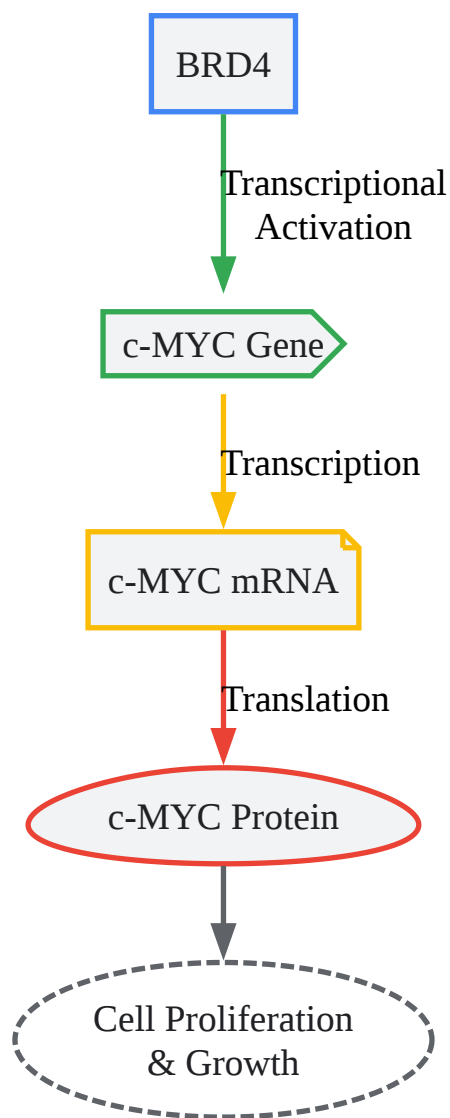 BRD4
Transcriptional
Activation
c-MYC Gene
Transcription
c-MYC mRNA
Translation
c-MYC Protein
Cell Proliferation
& Growth